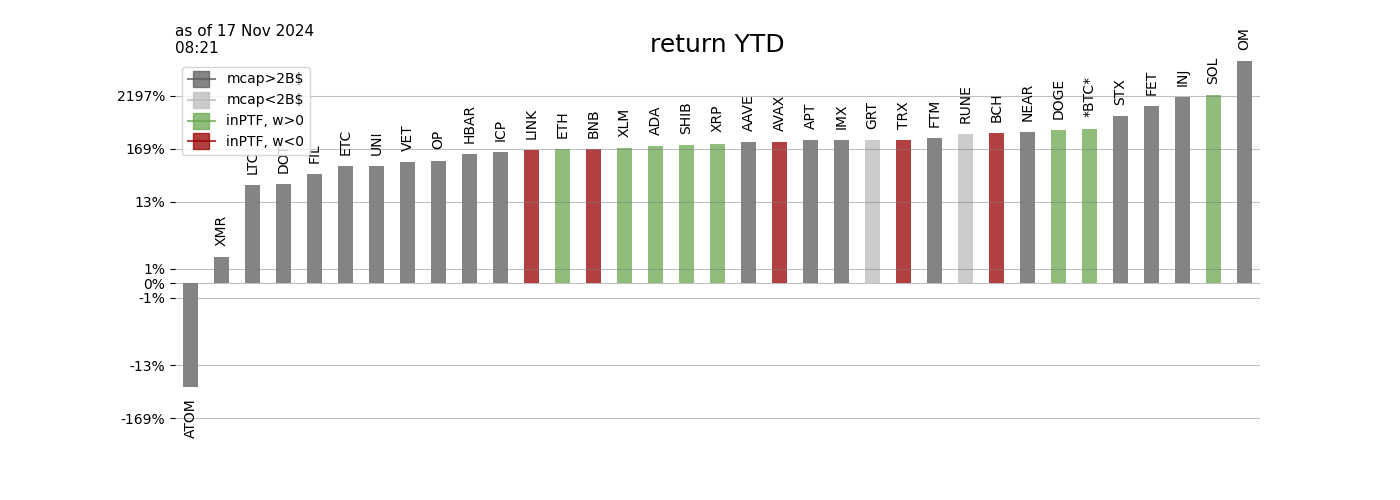 as of 17 Nov 2024
08:21
return YTD
mcap>2B$
mcap<2B$
inPTF, w>0
inPTF, w<0
2197%
169%
13%
1%
0%
-1%
-13%
-169%
ATOM
XMR
LTC
DOT
FIL
ETC
UNI
VET
OP
HBAR
ICP
LINK
ETH
BNB
XLM
ADA
SHIB
XRP
AAVE
AVAX
APT
IMX
GRT
TRX
FTM
RUNE
BCH
NEAR
DOGE
*BTC*
STX
FET
INJ
SOL
OM